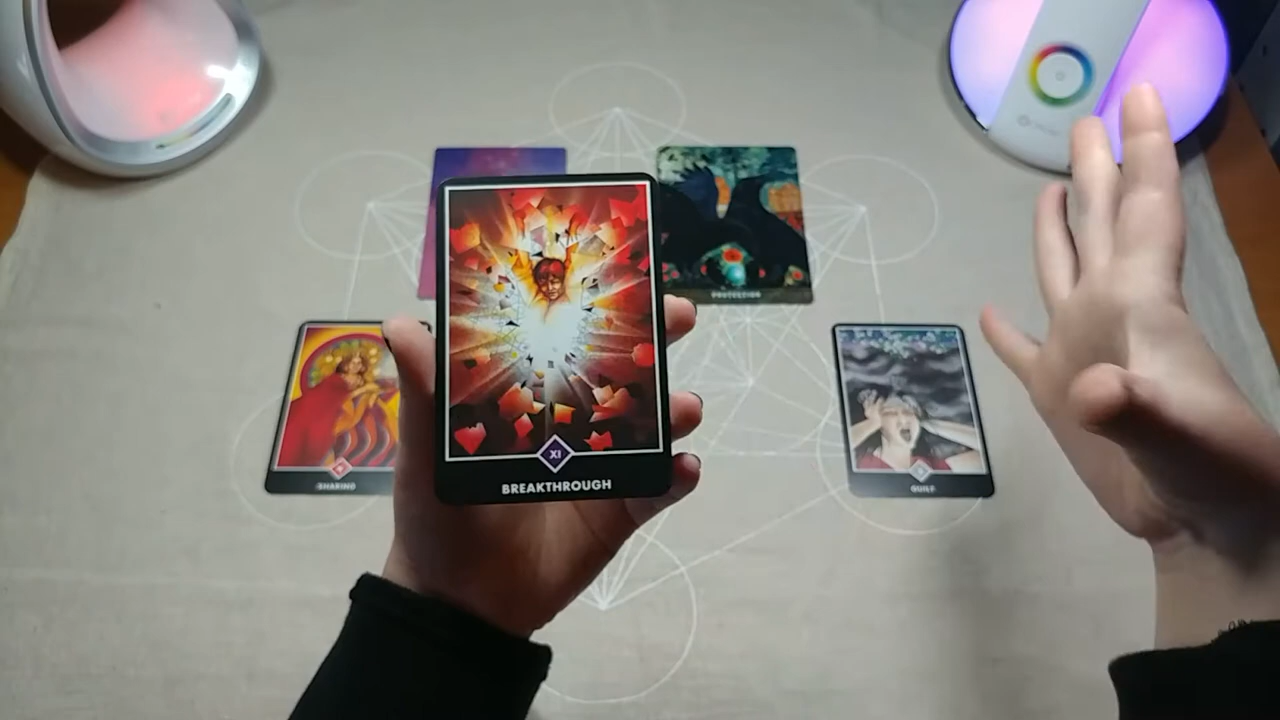 PROTECTION
XI
BREAKTHROUGH
SHARING
GUILT